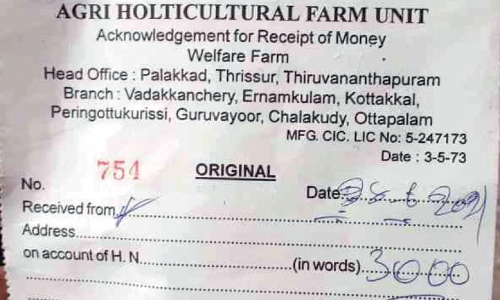 AGRI HOLTICULTURAL FARM UNIT
Acknowledgement for Receipt of Money
Welfare Farm
Head Office : Palakkad, Thrissur, Thiruvananthapuram
Branch : Vadakkanchery, Ernamkulam, Kottakkal,
Peringottukurissi, Guruvayoor, Chalakudy, Ottapalam
MFG. CIC. LIC No: 5-247173
Date : 3-5-73
No. 754 ORIGINAL
Date
Received from
Address
on account of H. N. (in words) 3000